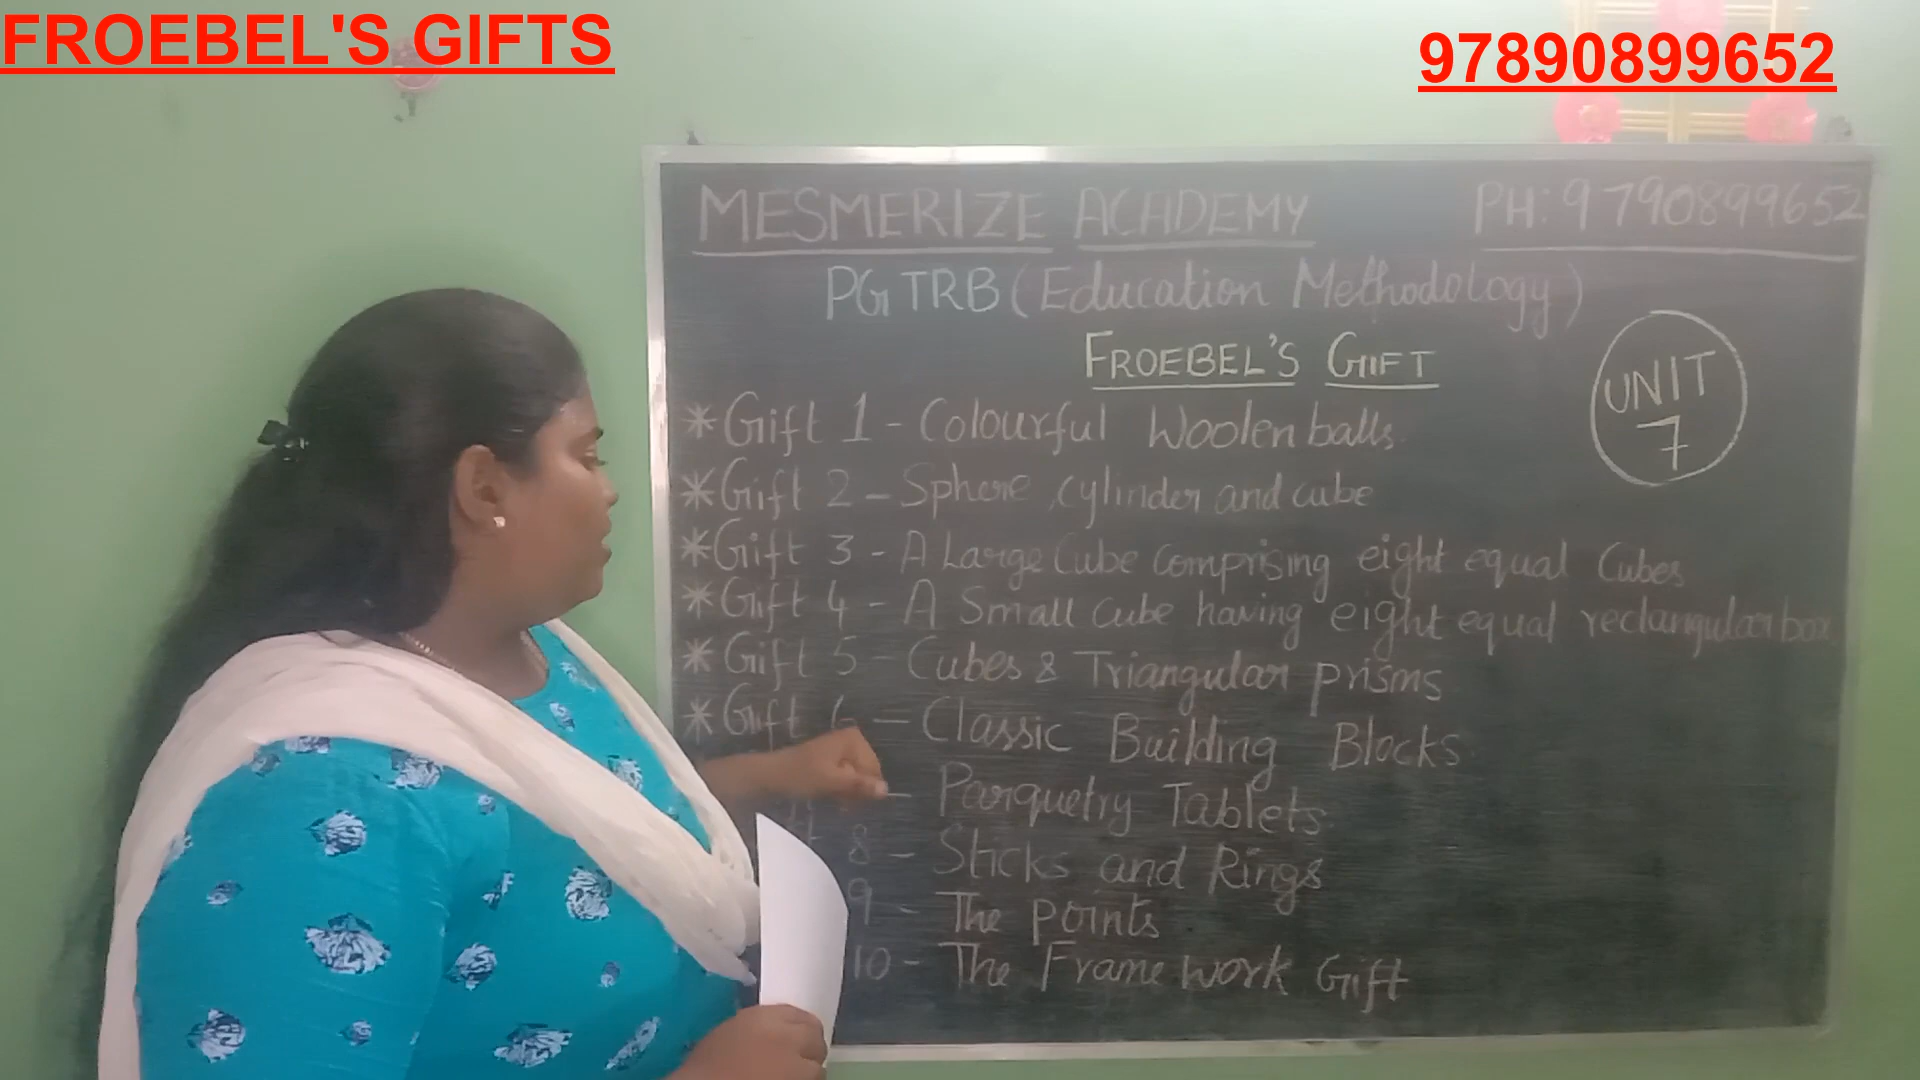 FROEBEL'S GIFTS
97890899652
MESMERIZE ACADEMY PH: 9790899652
PG TRB (Education Methodology)
FROEBEL'S GIFT
UNIT
7
* Gift 1 - Colourful Woolen balls.
* Gift 2 - Sphere, cylinder and cube
* Gift 3 - A Large Cube comprising eight equal Cubes
* Gift 4 - A Small cube having eight equal rectangular box.
* Gift 5 - Cubes & Triangular prisms
* Gift 6 - Classic Building Blocks.
- Parquetry Tablets.
8 - Sticks and Rings
9 - The points
10 - The Frame work Gift